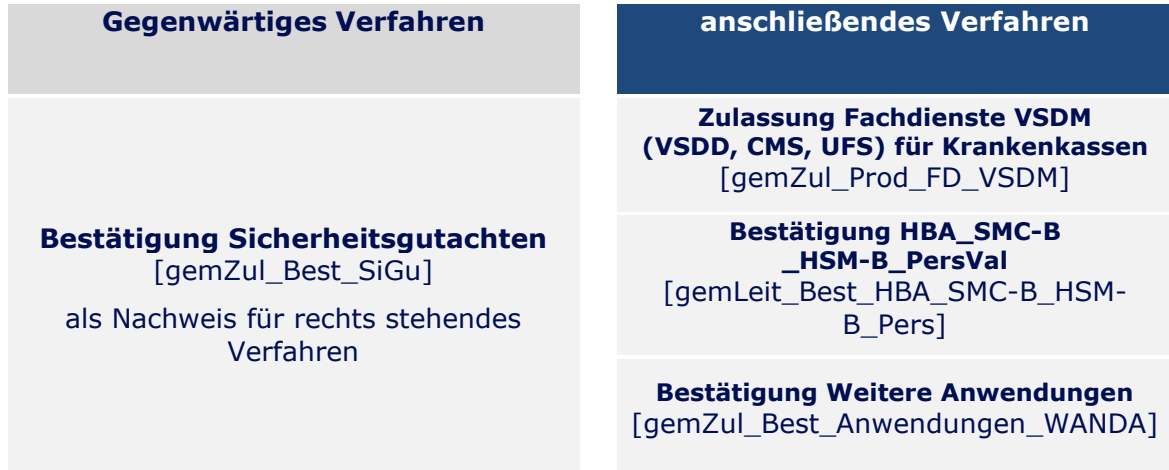 Gegenwärtiges Verfahren
anschließendes Verfahren
Bestätigung Sicherheitsgutachten
[gemZul_Best_SiGu]
als Nachweis für rechts stehendes
Verfahren
Zulassung Fachdienste VSDM
(VSDD, CMS, UFS) für Krankenkassen
[gemZul_Prod_FD_VSDM]
Bestätigung HBA_SMC-B
_HSM-B_PersVal
[gemLeit_Best_HBA_SMC-B_HSM-
B_Pers]
Bestätigung Weitere Anwendungen
[gemZul_Best_Anwendungen_WANDA]